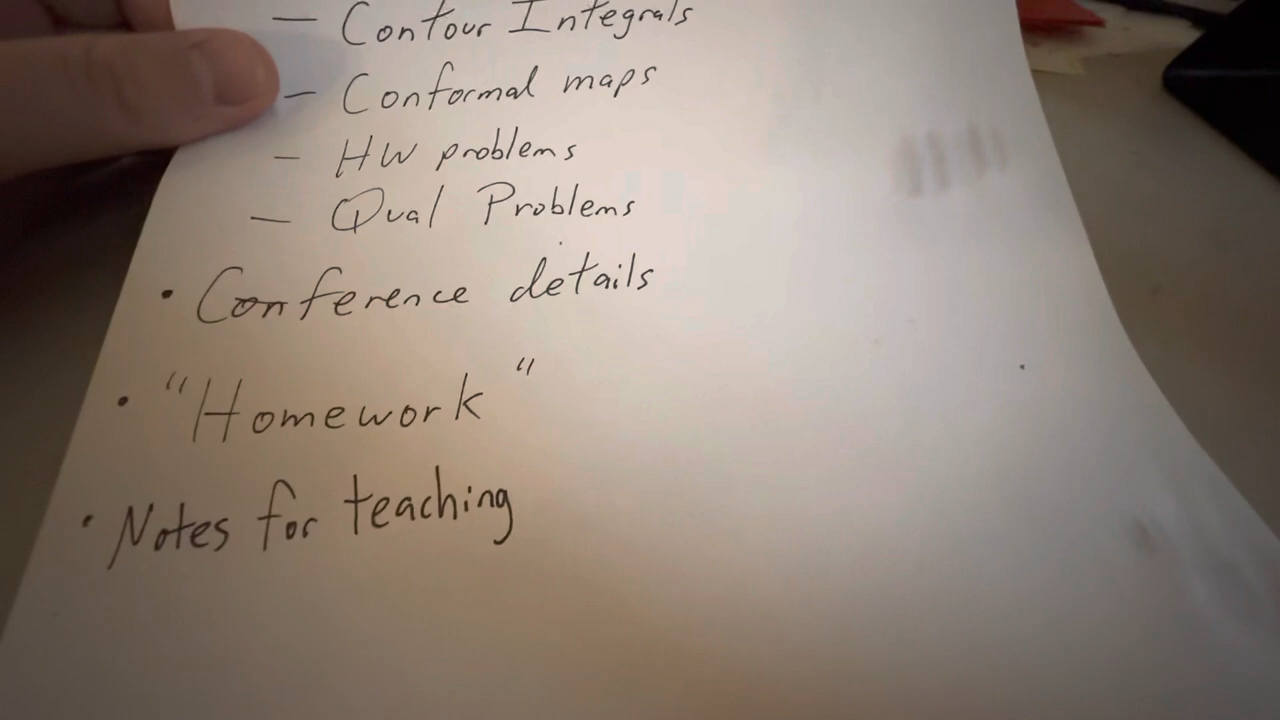 — Contour Integrals
— Conformal maps
— HW problems
— Qual Problems
• Conference details
• "Homework"
• Notes for teaching